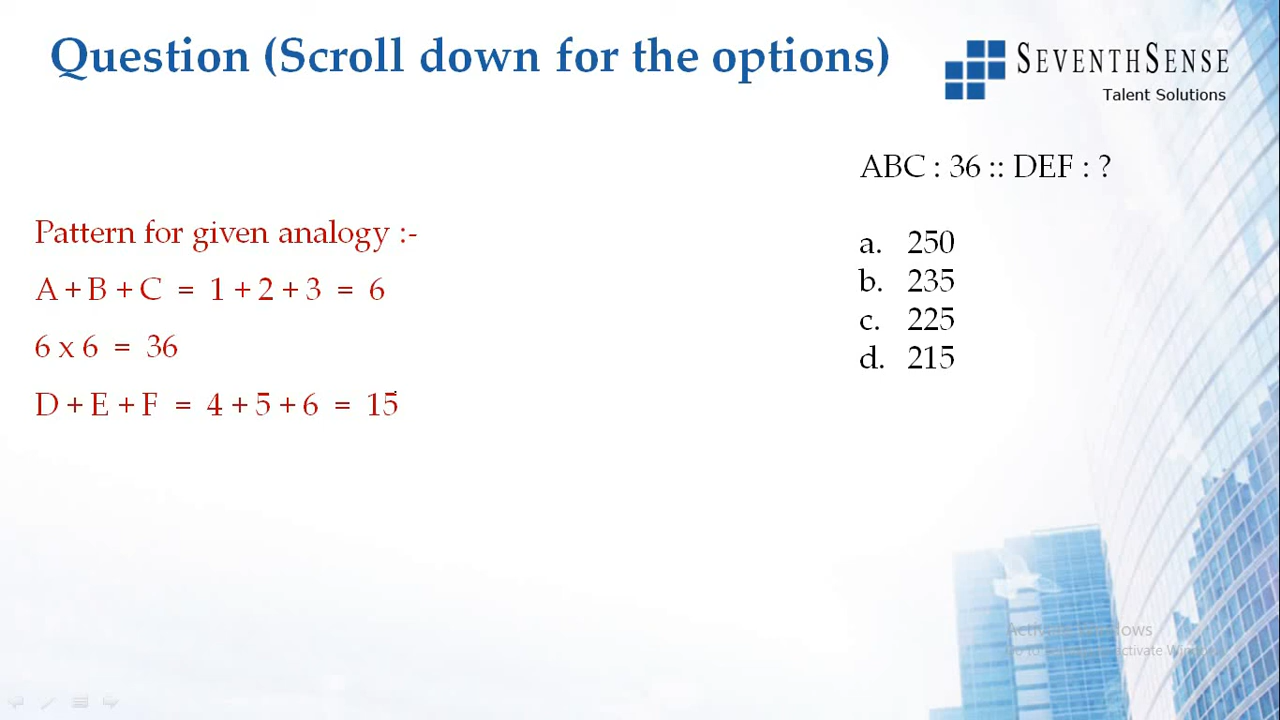 Question (Scroll down for the options)
SEVENTHSENSE
Talent Solutions
ABC : 36 :: DEF : ?
Pattern for given analogy :-
A + B + C = 1 + 2 + 3 = 6
6 x 6 = 36
D + E + F = 4 + 5 + 6 = 15
a. 250
b. 235
c. 225
d. 215